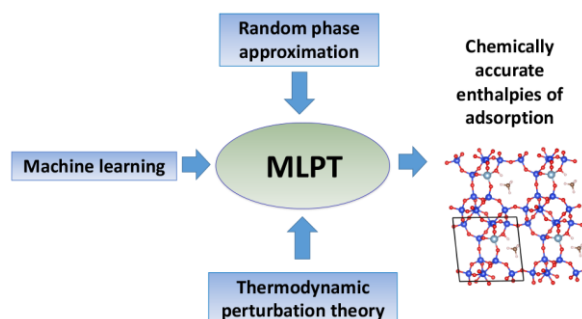 Random phase
approximation
Chemically
accurate
enthalpies of
adsorption
Machine learning
MLPT
Thermodynamic
perturbation theory